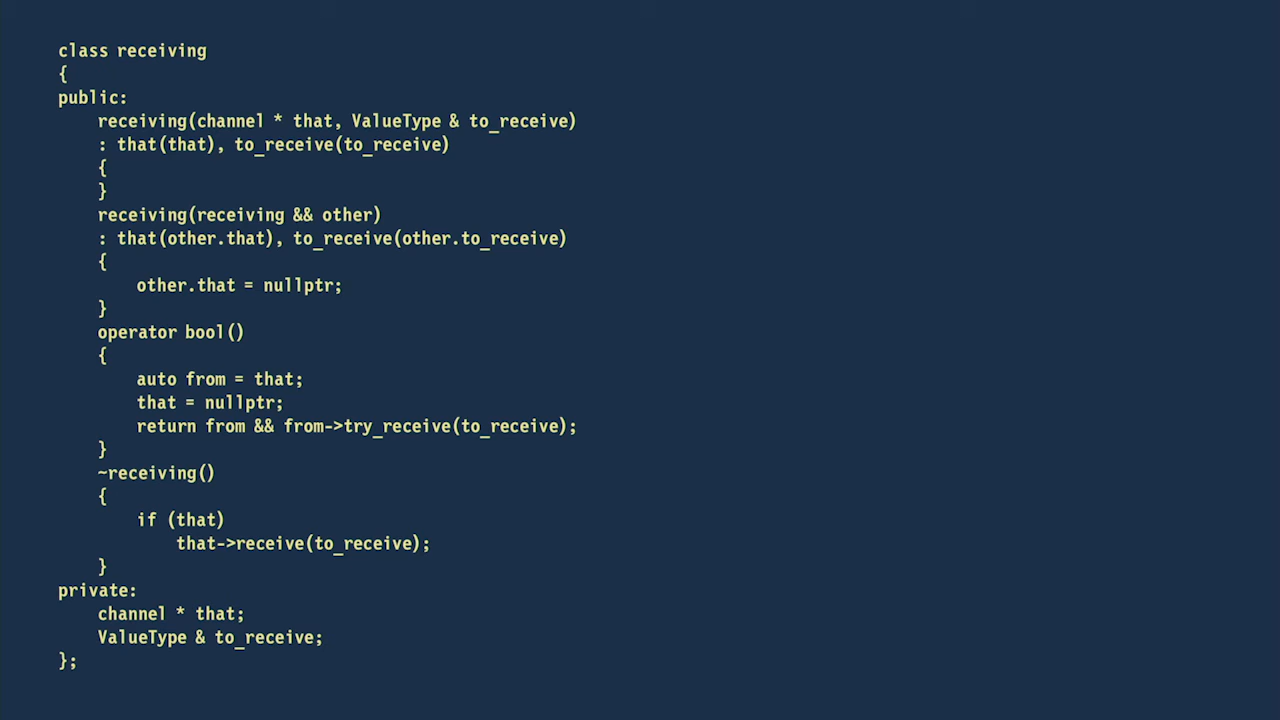 class receiving
{
public:
    receiving(channel * that, ValueType & to_receive)
    : that(that), to_receive(to_receive)
    {
    }
    receiving(receiving && other)
    : that(other.that), to_receive(other.to_receive)
    {
        other.that = nullptr;
    }
    operator bool()
    {
        auto from = that;
        that = nullptr;
        return from && from->try_receive(to_receive);
    }
    ~receiving()
    {
        if (that)
            that->receive(to_receive);
    }
private:
    channel * that;
    ValueType & to_receive;
};